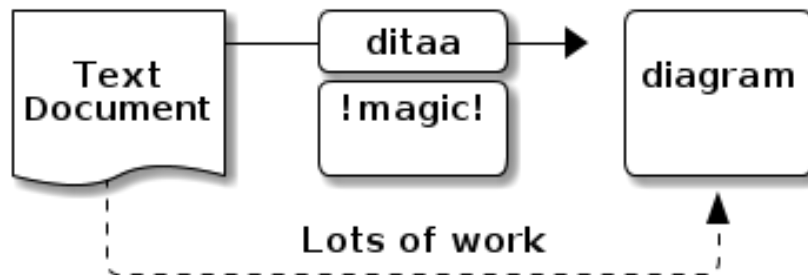 Text
Document
ditaa
!magic!
diagram
Lots of work